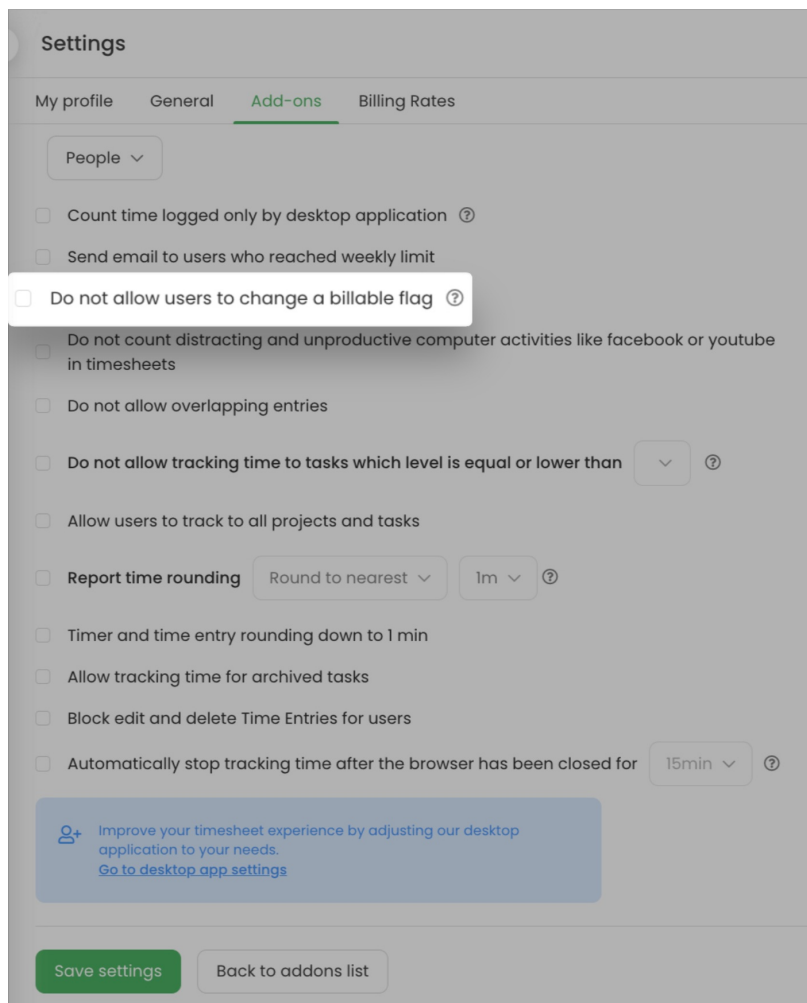 Settings
My profile General Add-ons Billing Rates
People
Count time logged only by desktop application
Send email to users who reached weekly limit
Do not allow users to change a billable flag
Do not count distracting and unproductive computer activities like facebook or youtube
in timesheets
Do not allow overlapping entries
Do not allow tracking time to tasks which level is equal or lower than
Allow users to track to all projects and tasks
Report time rounding Round to nearest 1m
Timer and time entry rounding down to 1 min
Allow tracking time for archived tasks
Block edit and delete Time Entries for users
Automatically stop tracking time after the browser has been closed for 15min
Improve your timesheet experience by adjusting our desktop
application to your needs.
Go to desktop app settings
Save settings Back to addons list